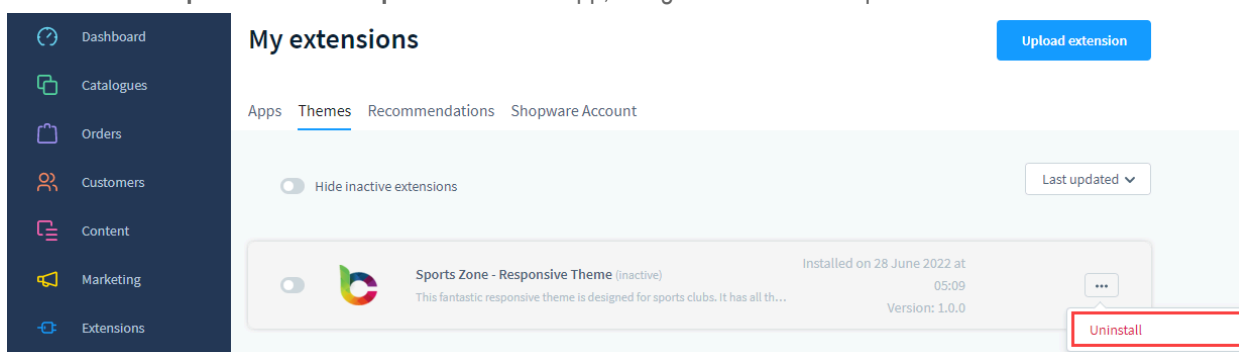 Dashboard
My extensions
Upload extension
Catalogues
Apps Themes Recommendations Shopware Account
Orders
Customers
Hide inactive extensions
Last updated
Content
Marketing
Sports Zone - Responsive Theme (inactive)
This fantastic responsive theme is designed for sports clubs. It has all th...
Installed on 28 June 2022 at
05:09
Version: 1.0.0
...
Extensions
Uninstall